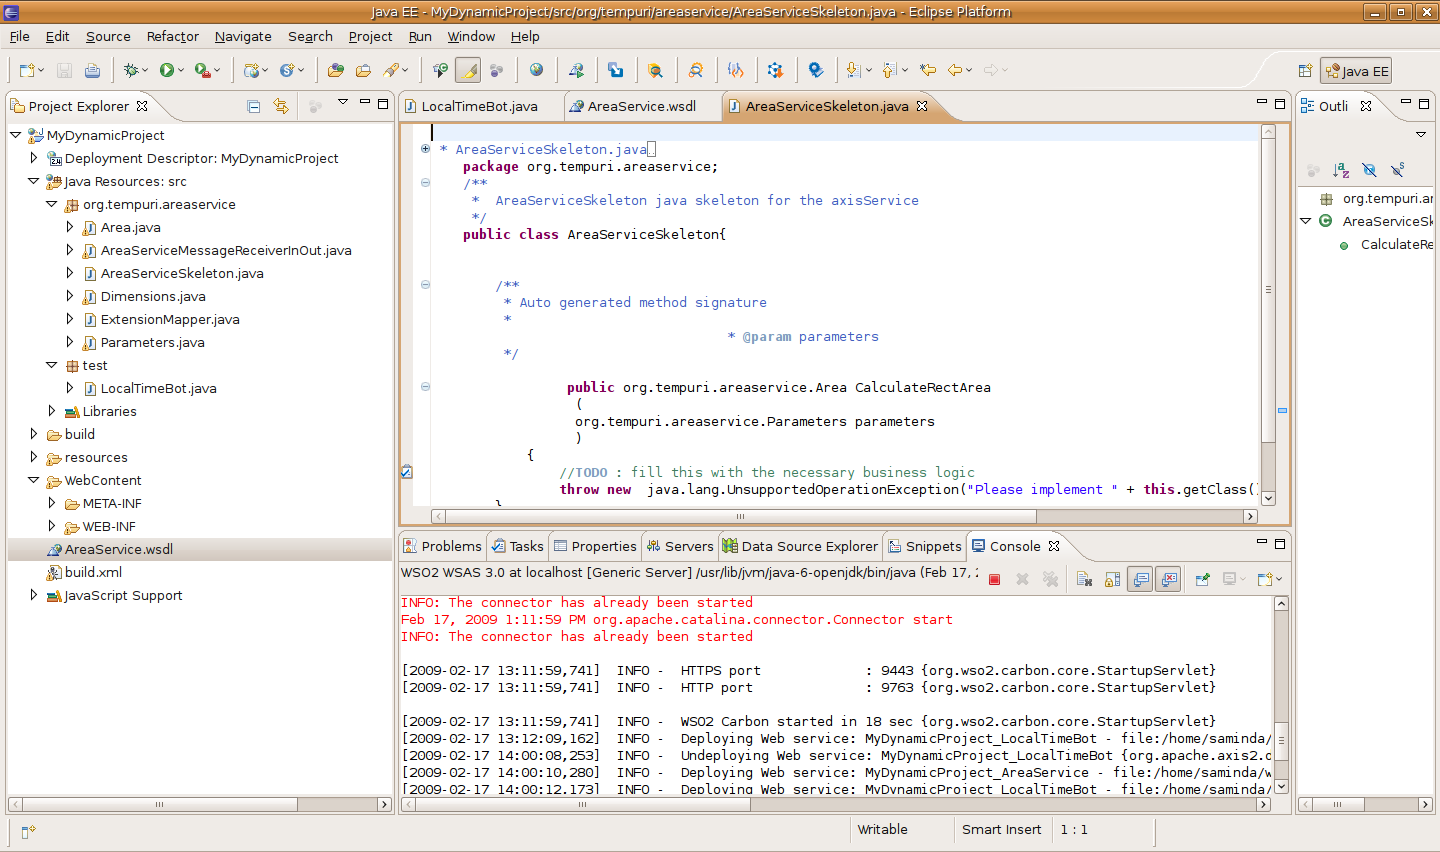 Java EE - MyDynamicProject/src/org/tempuri/areaservice/AreaServiceSkeleton.java - Eclipse Platform
File Edit Source Refactor Navigate Search Project Run Window Help
Java EE
Project Explorer
MyDynamicProject
Deployment Descriptor: MyDynamicProject
Java Resources: src
org.tempuri.areaservice
Area.java
AreaServiceMessageReceiverInOut.java
AreaServiceSkeleton.java
Dimensions.java
ExtensionMapper.java
Parameters.java
test
LocalTimeBot.java
Libraries
build
resources
WebContent
META-INF
WEB-INF
AreaService.wsdl
build.xml
JavaScript Support
LocalTimeBot.java AreaService.wsdl AreaServiceSkeleton.java
* AreaServiceSkeleton.java
package org.tempuri.areaservice;
/**
* AreaServiceSkeleton java skeleton for the axisService
*/
public class AreaServiceSkeleton{
/**
* Auto generated method signature
*
* @param parameters
*/
public org.tempuri.areaservice.Area CalculateRectArea
(
org.tempuri.areaservice.Parameters parameters
)
{
//TODO : fill this with the necessary business logic
throw new java.lang.UnsupportedOperationException("Please implement " + this.getClass()
}
Outli
org.tempuri.ar
AreaServiceSk
CalculateRe
Problems Tasks Properties Servers Data Source Explorer Snippets Console
WSO2 WSAS 3.0 at localhost [Generic Server] /usr/lib/jvm/java-6-openjdk/bin/java (Feb 17, 2
INFO: The connector has already been started
Feb 17, 2009 1:11:59 PM org.apache.catalina.connector.Connector start
INFO: The connector has already been started
[2009-02-17 13:11:59,741] INFO - HTTPS port : 9443 {org.wso2.carbon.core.StartupServlet}
[2009-02-17 13:11:59,741] INFO - HTTP port : 9763 {org.wso2.carbon.core.StartupServlet}
[2009-02-17 13:11:59,741] INFO - WSO2 Carbon started in 18 sec {org.wso2.carbon.core.StartupServlet}
[2009-02-17 13:12:09,162] INFO - Deploying Web service: MyDynamicProject_LocalTimeBot - file:/home/saminda/
[2009-02-17 14:00:08,253] INFO - Undeploying Web service: MyDynamicProject_LocalTimeBot {org.apache.axis2.d
[2009-02-17 14:00:10,280] INFO - Deploying Web service: MyDynamicProject_AreaService - file:/home/saminda/w
[2009-02-17 14:00:12,173] INFO - Deploying Web service: MyDynamicProject_LocalTimeBot - file:/home/saminda/
Writable Smart Insert 1 : 1